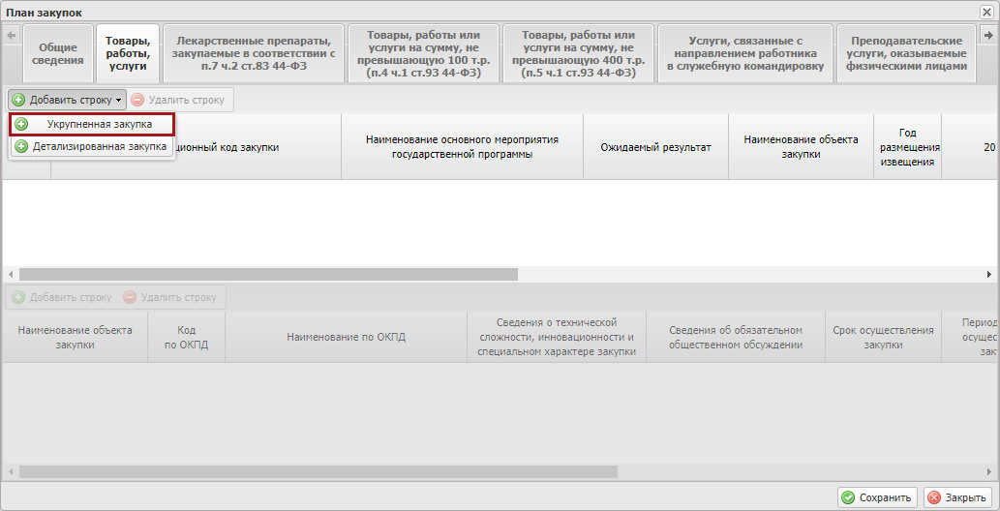 План закупок
Общие
сведения
Товары,
работы,
услуги
Лекарственные препараты,
закупаемые в соответствии с
п.7 ч.2 ст.83 44-ФЗ
Товары, работы или
услуги на сумму, не
превышающую 100 т.р.
(п.4 ч.1 ст.93 44-ФЗ)
Товары, работы или
услуги на сумму, не
превышающую 400 т.р.
(п.5 ч.1 ст.93 44-ФЗ)
Услуги, связанные с
направлением работника
в служебную командировку
Преподавательские
услуги, оказываемые
физическими лицами
Добавить строку
Удалить строку
Укрупненная закупка
Детализированная закупка
ционный код закупки
Наименование основного мероприятия
государственной программы
Ожидаемый результат
Наименование объекта
закупки
Год
размещения
извещения
20
Добавить строку
Удалить строку
Наименование объекта
закупки
Код
по ОКПД
Наименование по ОКПД
Сведения о технической
сложности, инновационности и
специальном характере закупки
Сведения об обязательном
общественном обсуждении
Срок осуществления
закупки
Период
осущес
зак
Сохранить
Закрыть